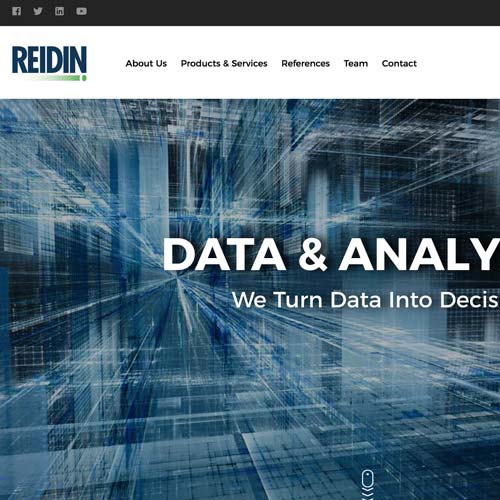 REIDIN
About Us Products & Services References Team Contact
DATA & ANALY
We Turn Data Into Decis